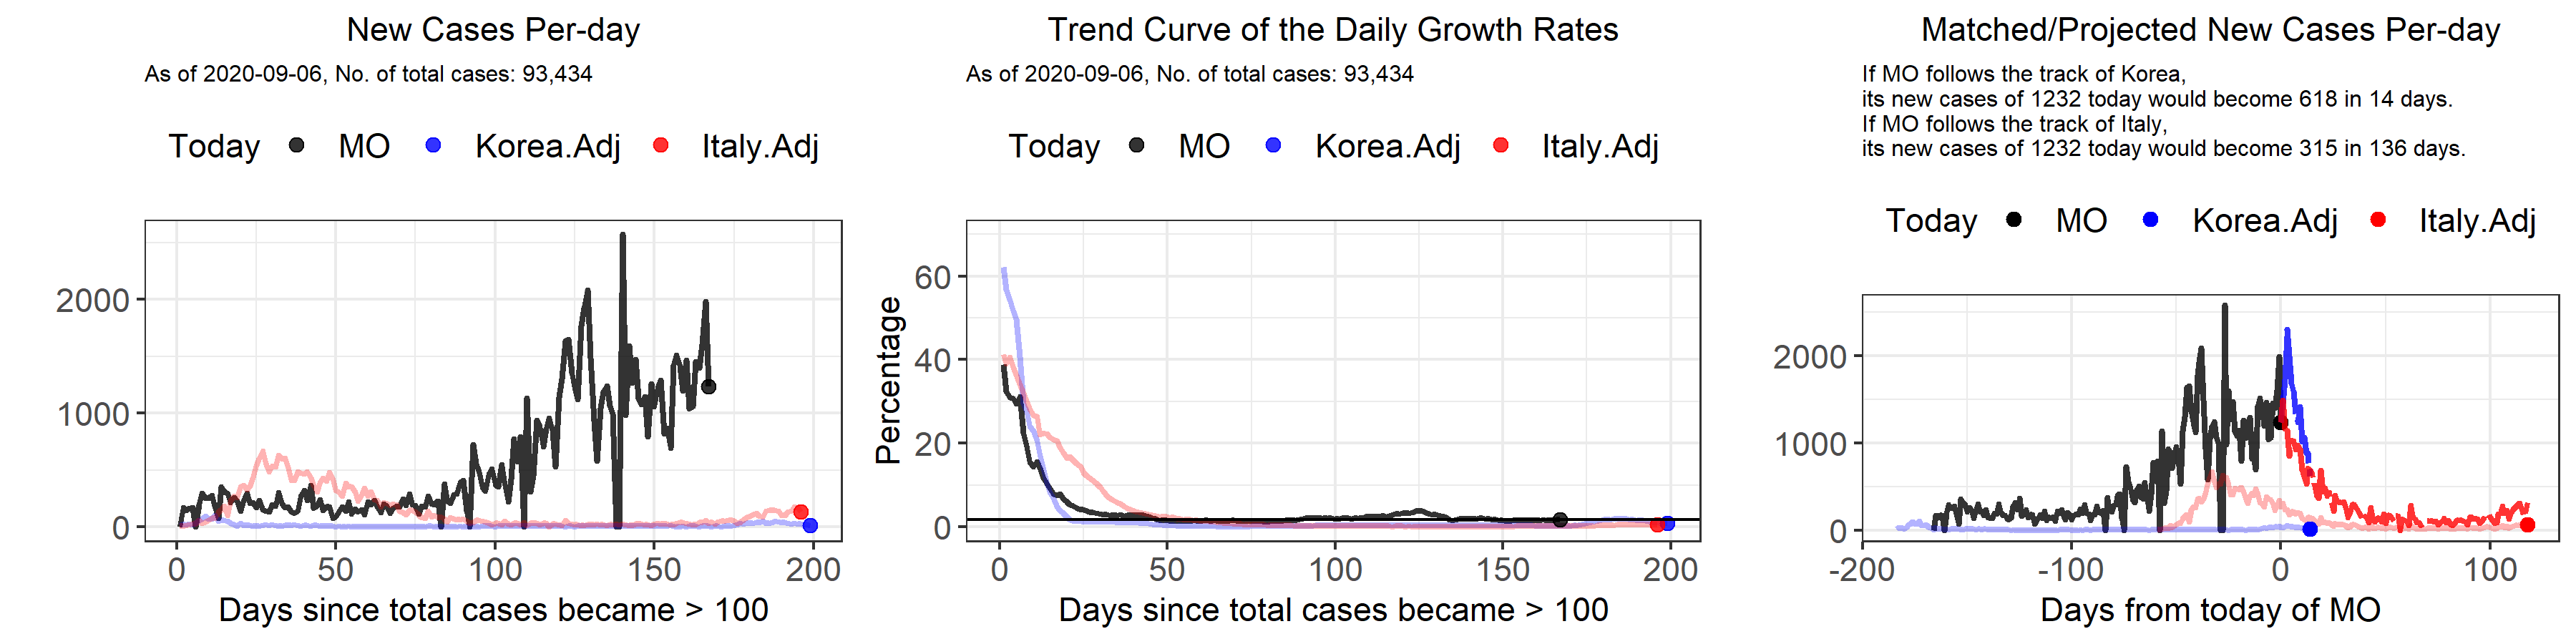 New Cases Per-day
As of 2020-09-06, No. of total cases: 93,434
Today MO Korea.Adj Italy.Adj
2000
1000
0
0 50 100 150 200
Days since total cases became > 100
Trend Curve of the Daily Growth Rates
As of 2020-09-06, No. of total cases: 93,434
Today MO Korea.Adj Italy.Adj
Percentage
60
40
20
0
0 50 100 150 200
Days since total cases became > 100
Matched/Projected New Cases Per-day
If MO follows the track of Korea,
its new cases of 1232 today would become 618 in 14 days.
If MO follows the track of Italy,
its new cases of 1232 today would become 315 in 136 days.
Today MO Korea.Adj Italy.Adj
2000
1000
0
-200 -100 0 100
Days from today of MO